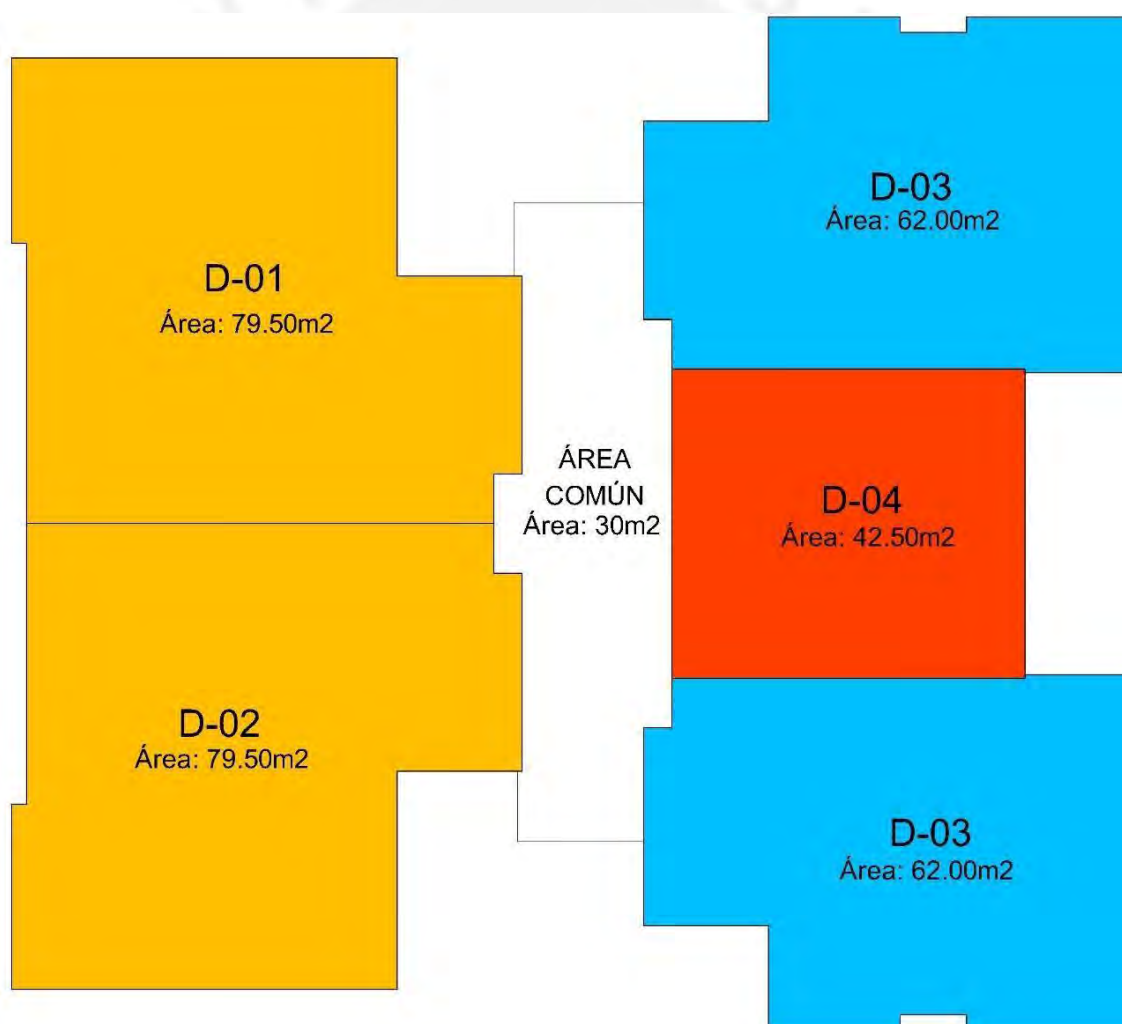 D-03
Área: 62.00m2
D-01
Área: 79.50m2
ÁREA
COMÚN
Área: 30m2
D-04
Área: 42.50m2
D-02
Área: 79.50m2
D-03
Área: 62.00m2